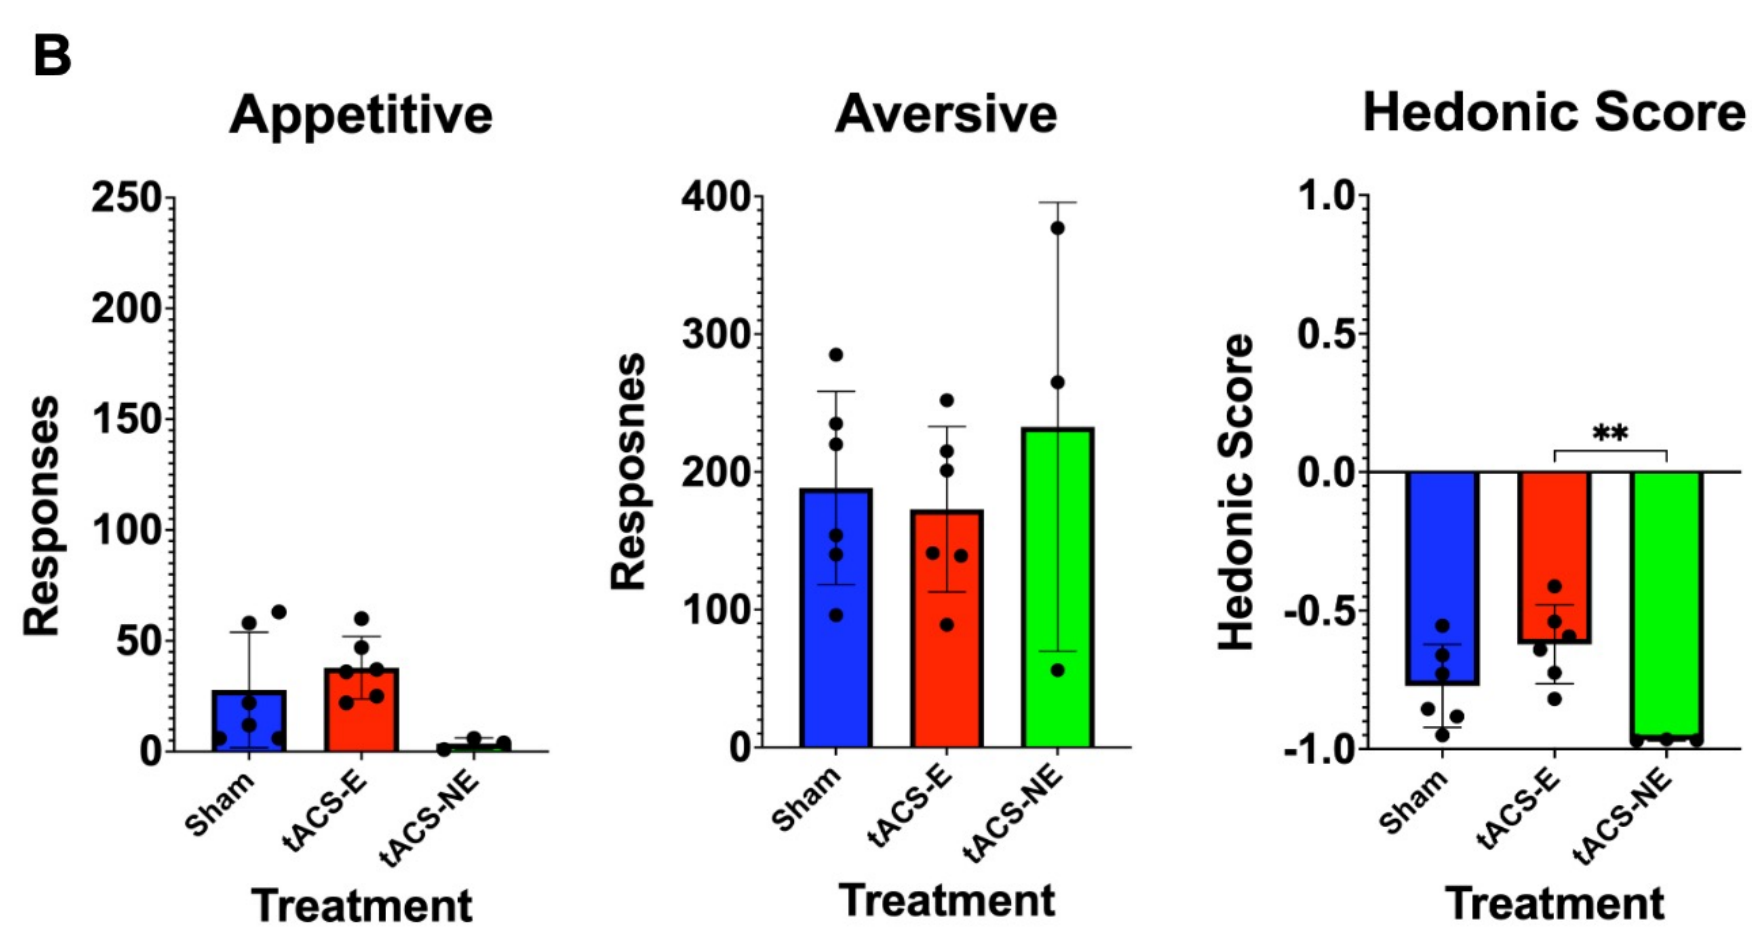 B
Appetitive
Responses
250
200
150
100
50
0
Sham
tACS-E
tACS-NE
Treatment
Aversive
Resposnes
400
300
200
100
0
Sham
tACS-E
tACS-NE
Treatment
Hedonic Score
Hedonic Score
1.0
0.5
0.0
-0.5
-1.0
**
Sham
tACS-E
tACS-NE
Treatment